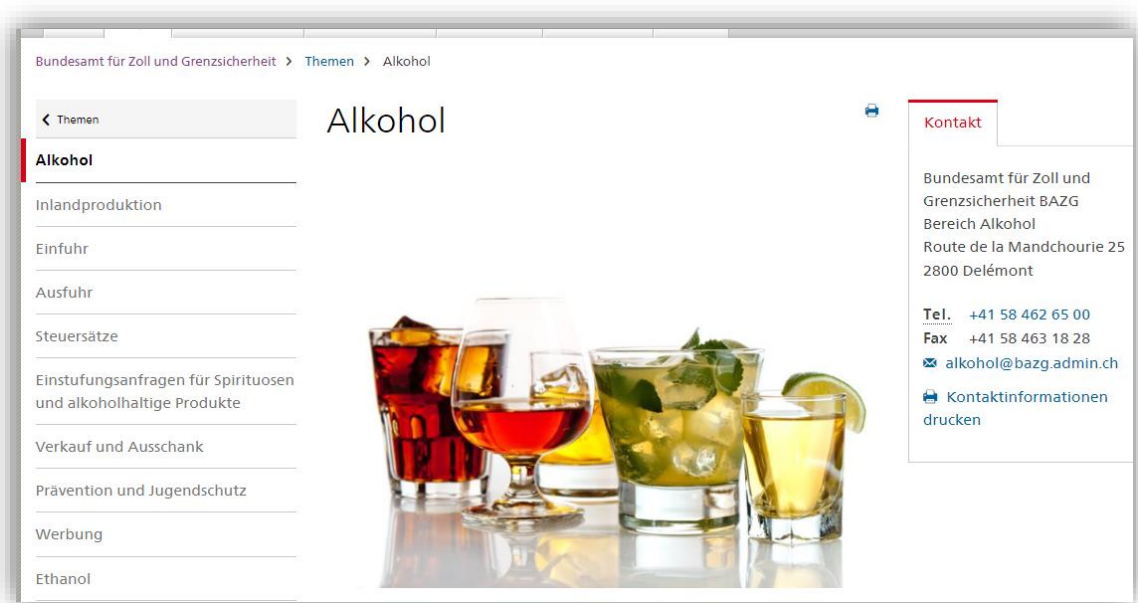 Bundesamt für Zoll und Grenzsicherheit > Themen > Alkohol
Themen
Alkohol
Inlandproduktion
Einfuhr
Ausfuhr
Steuersätze
Einstufungsanfragen für Spirituosen
und alkoholhaltige Produkte
Verkauf und Ausschank
Prävention und Jugendschutz
Werbung
Ethanol
Alkohol
Kontakt
Bundesamt für Zoll und
Grenzsicherheit BAZG
Bereich Alkohol
Route de la Mandchourie 25
2800 Delémont
Tel. +41 58 462 65 00
Fax +41 58 463 18 28
alkohol@bazg.admin.ch
Kontaktinformationen
drucken